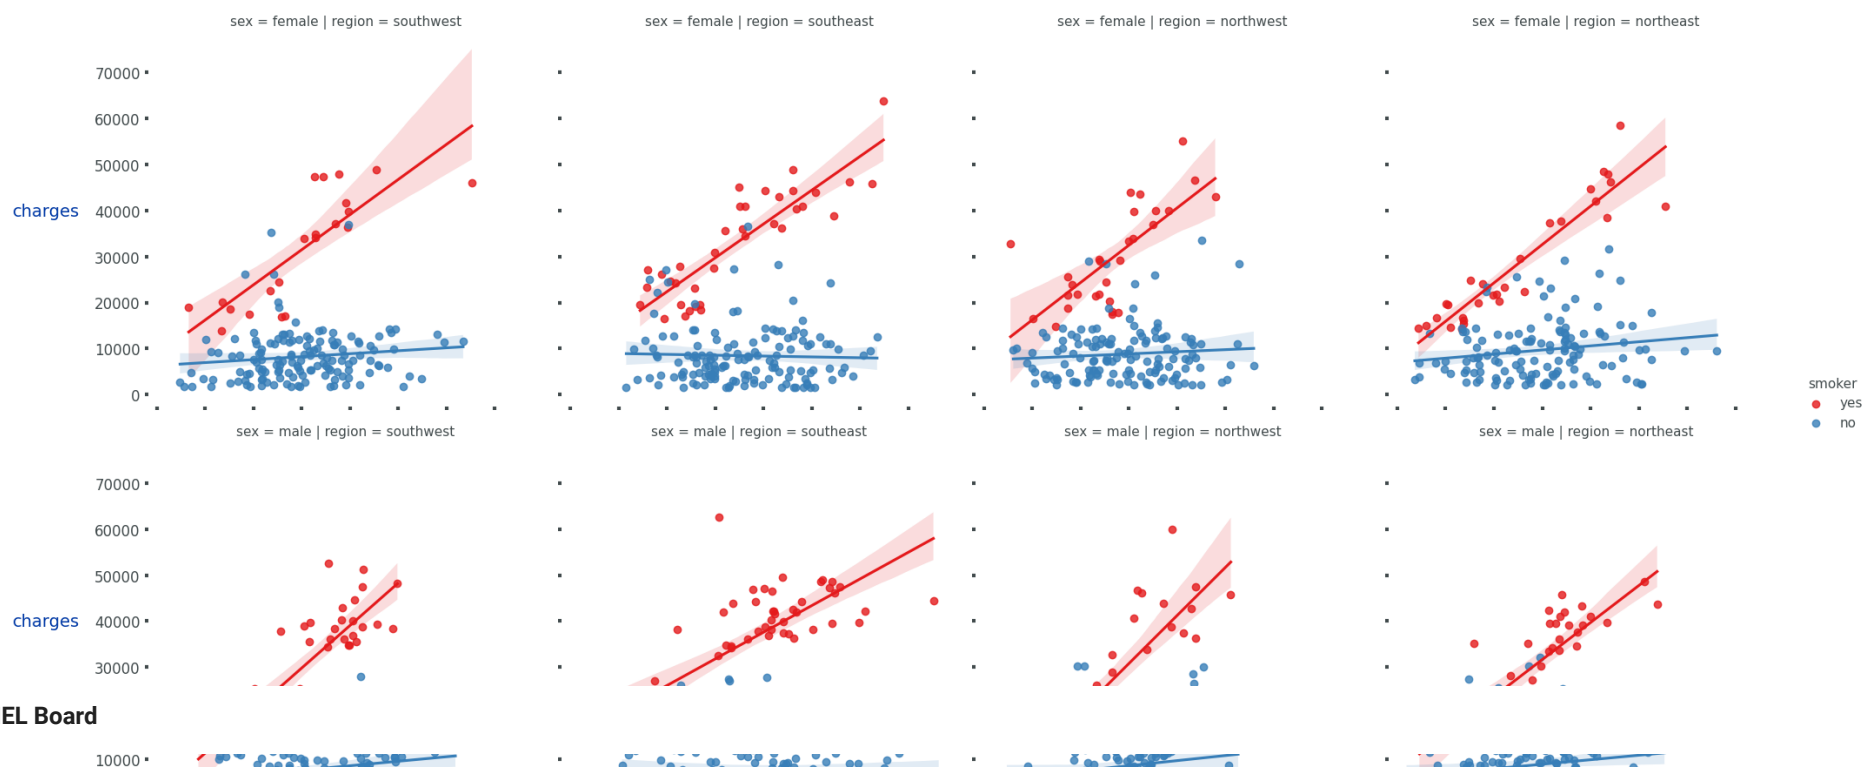 sex = female | region = southwest
sex = female | region = southeast
sex = female | region = northwest
sex = female | region = northeast
70000
60000
50000
charges
40000
30000
20000
10000
0
smoker
yes
no
sex = male | region = southwest
sex = male | region = southeast
sex = male | region = northwest
sex = male | region = northeast
70000
60000
50000
charges
40000
30000
EL Board
10000